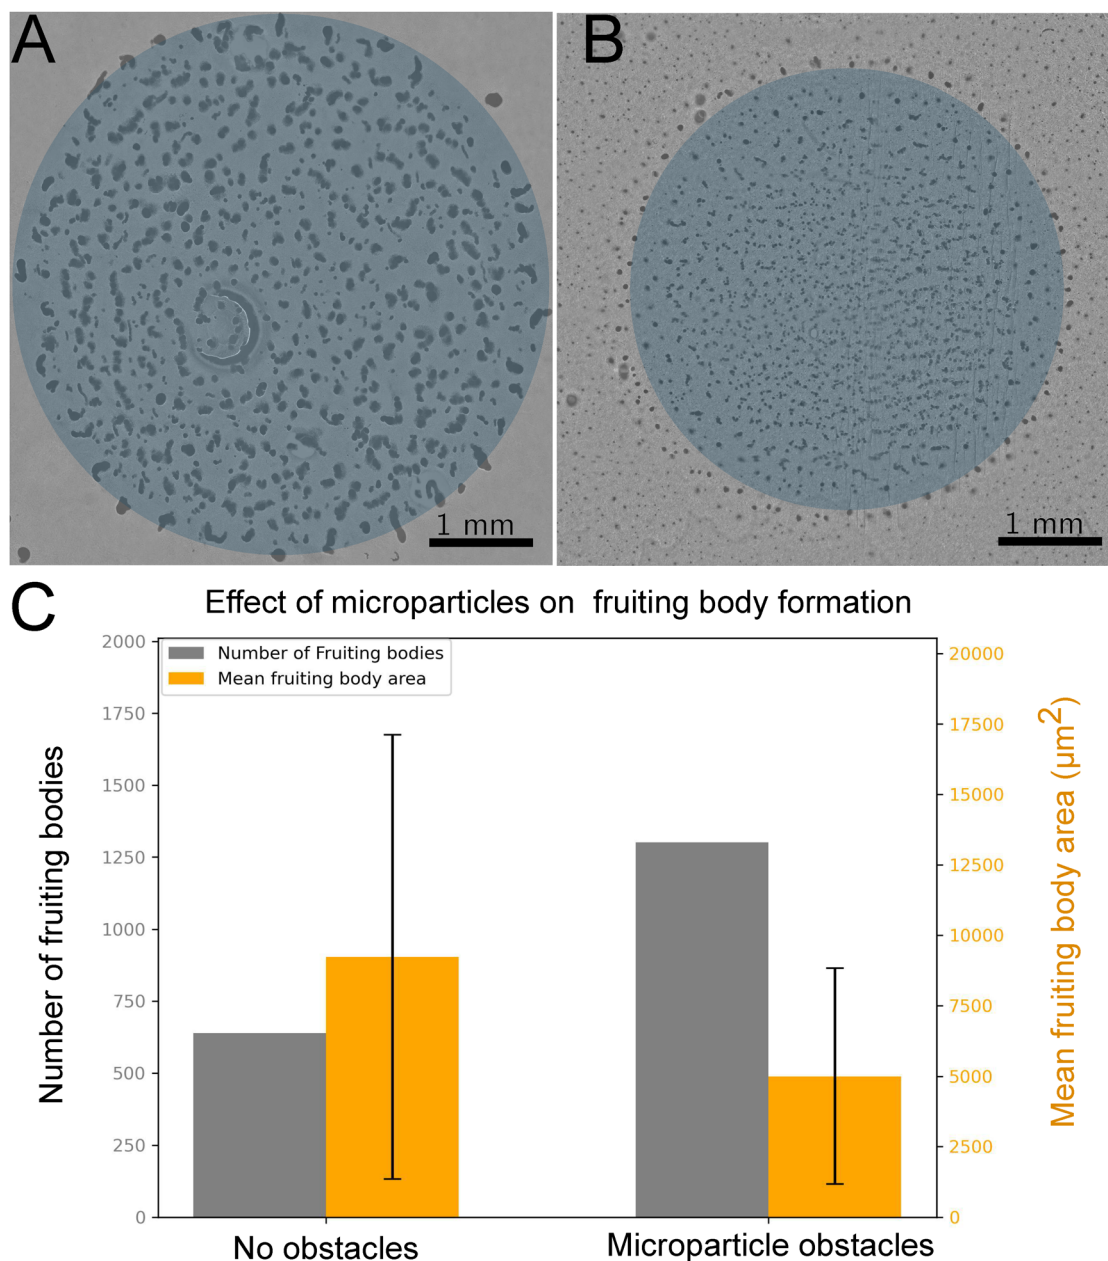 A
B
1 mm
1 mm
C
Effect of microparticles on  fruiting body formation
Number of Fruiting bodies
Mean fruiting body area
Number of fruiting bodies
2000
1750
1500
1250
1000
750
500
250
0
20000
17500
15000
12500
10000
7500
5000
2500
0
Mean fruiting body area (µm²)
No obstacles
Microparticle obstacles